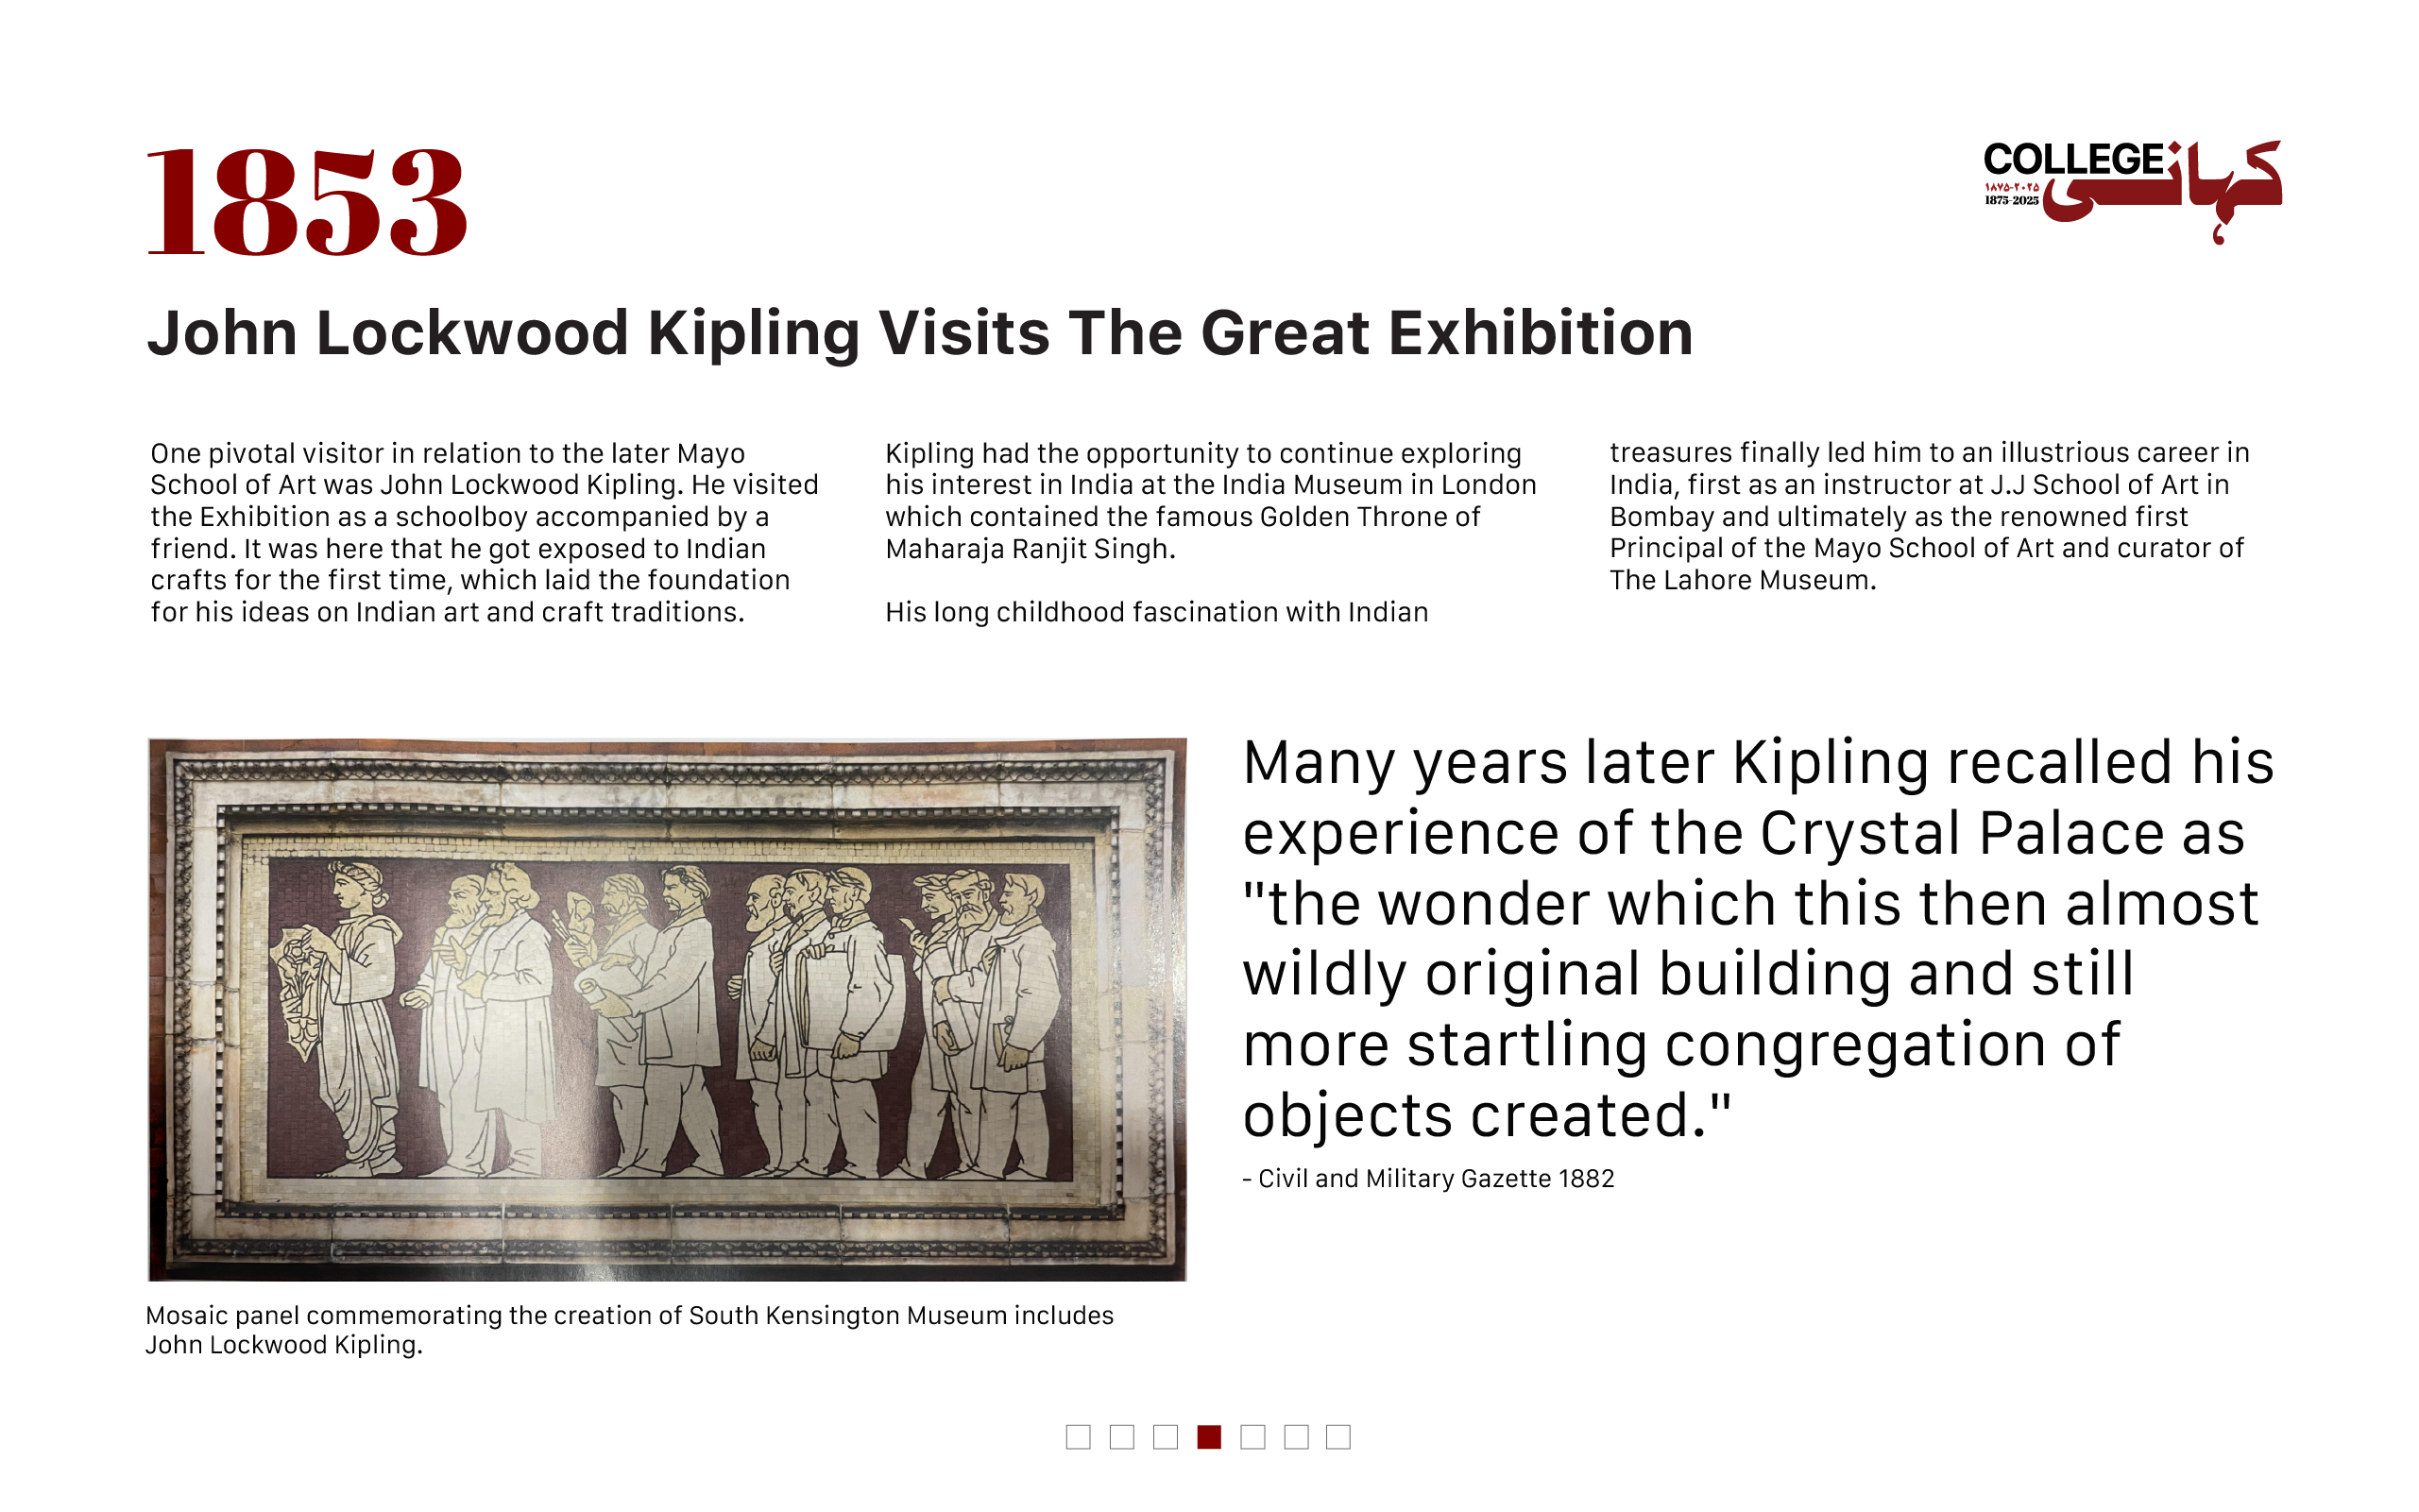 1853
COLLEGE کہانی
۱۸۷۵-۲۰۲۵
1875-2025
John Lockwood Kipling Visits The Great Exhibition
One pivotal visitor in relation to the later Mayo
School of Art was John Lockwood Kipling. He visited
the Exhibition as a schoolboy accompanied by a
friend. It was here that he got exposed to Indian
crafts for the first time, which laid the foundation
for his ideas on Indian art and craft traditions.
Kipling had the opportunity to continue exploring
his interest in India at the India Museum in London
which contained the famous Golden Throne of
Maharaja Ranjit Singh.
His long childhood fascination with Indian
treasures finally led him to an illustrious career in
India, first as an instructor at J.J School of Art in
Bombay and ultimately as the renowned first
Principal of the Mayo School of Art and curator of
The Lahore Museum.
Many years later Kipling recalled his
experience of the Crystal Palace as
"the wonder which this then almost
wildly original building and still
more startling congregation of
objects created."
- Civil and Military Gazette 1882
Mosaic panel commemorating the creation of South Kensington Museum includes
John Lockwood Kipling.